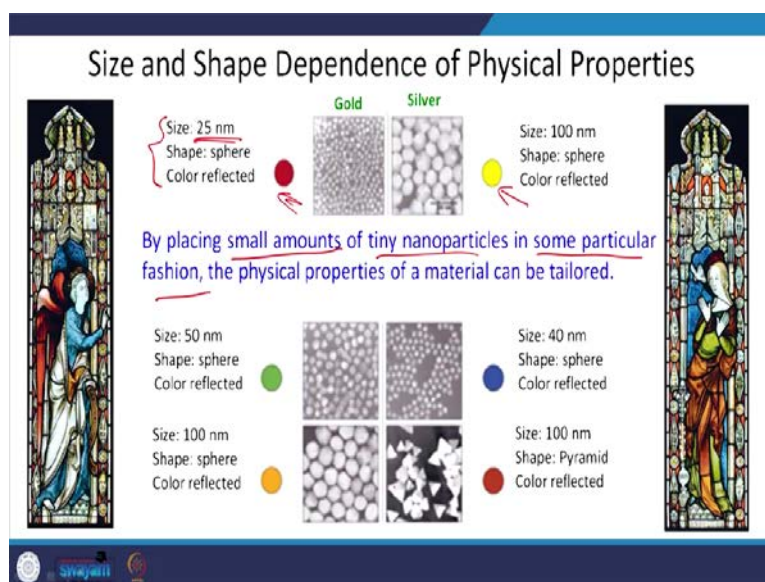 Size and Shape Dependence of Physical Properties
Gold
Silver
Size: 25 nm
Shape: sphere
Color reflected
Size: 100 nm
Shape: sphere
Color reflected
By placing small amounts of tiny nanoparticles in some particular
fashion, the physical properties of a material can be tailored.
Size: 50 nm
Shape: sphere
Color reflected
Size: 40 nm
Shape: sphere
Color reflected
Size: 100 nm
Shape: sphere
Color reflected
Size: 100 nm
Shape: Pyramid
Color reflected
swayam